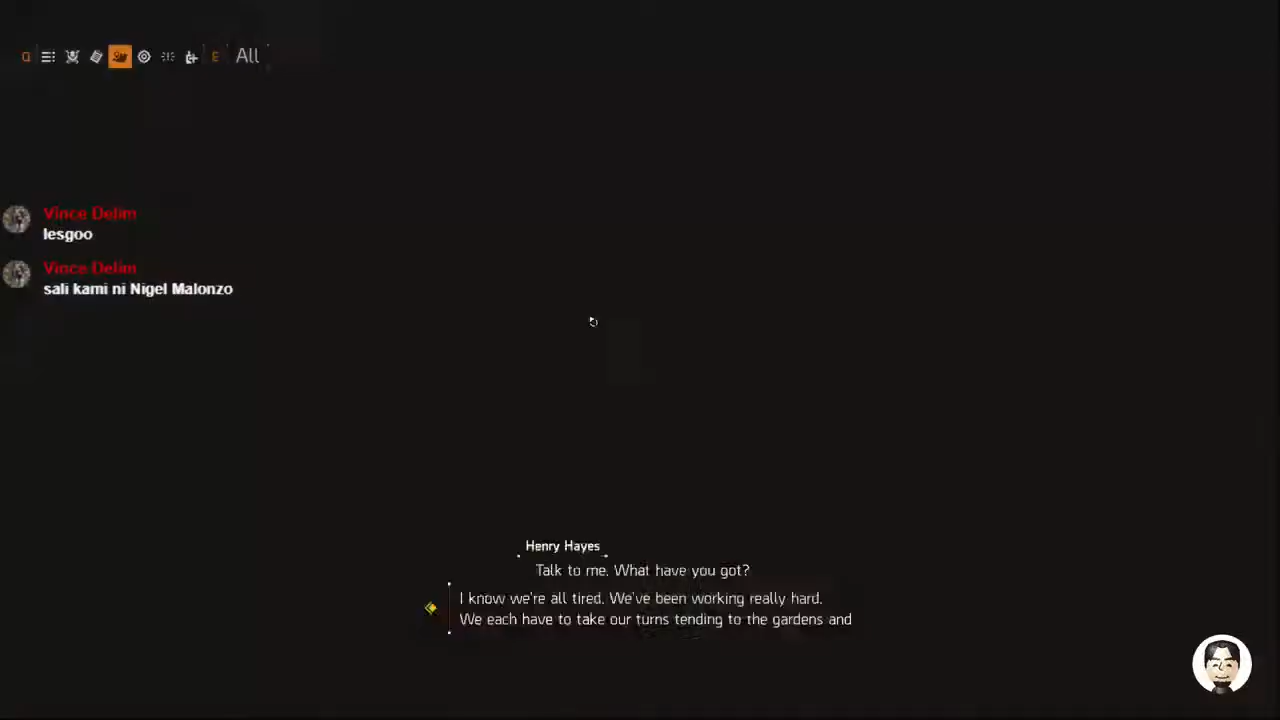 Q E All
Vince Delim
lesgoo
Vince Delim
sali kami ni Nigel Malonzo
Henry Hayes
Talk to me. What have you got?
I know we're all tired. We've been working really hard.
We each have to take our turns tending to the gardens and